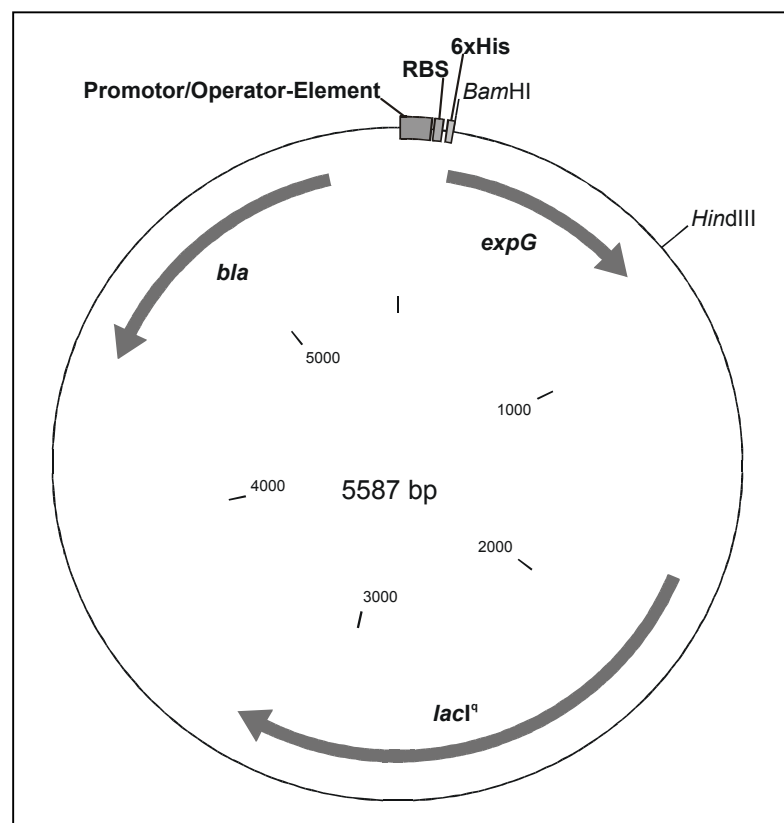 6xHis
RBS
Promotor/Operator-Element
BamHI
HindIII
expG
bla
5000
1000
4000
5587 bp
2000
3000
lacIq